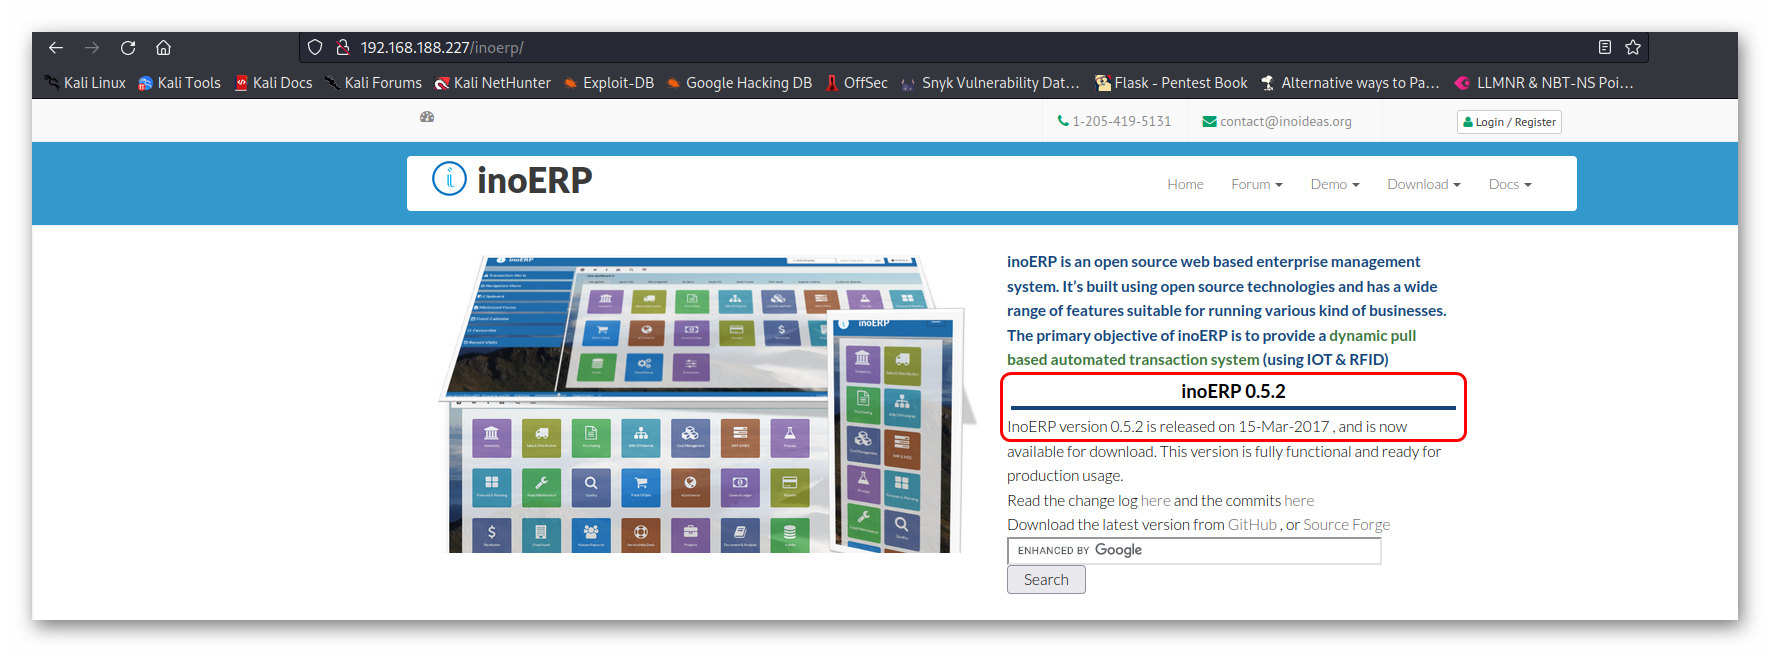 192.168.188.227/inoerp/
Kali Linux Kali Tools Kali Docs Kali Forums Kali NetHunter Exploit-DB Google Hacking DB OffSec Snyk Vulnerability Dat... Flask - Pentest Book Alternative ways to Pa... LLMNR & NBT-NS Poi...
1-205-419-5131 contact@inoideas.org Login / Register
inoERP Home Forum Demo Download Docs
inoERP is an open source web based enterprise management
system. It's built using open source technologies and has a wide
range of features suitable for running various kind of businesses.
The primary objective of inoERP is to provide a dynamic pull
based automated transaction system (using IOT & RFID)
inoERP 0.5.2
InoERP version 0.5.2 is released on 15-Mar-2017 , and is now
available for download. This version is fully functional and ready for
production usage.
Read the change log here and the commits here
Download the latest version from GitHub , or Source Forge
ENHANCED BY Google
Search
inoERP
inoERP